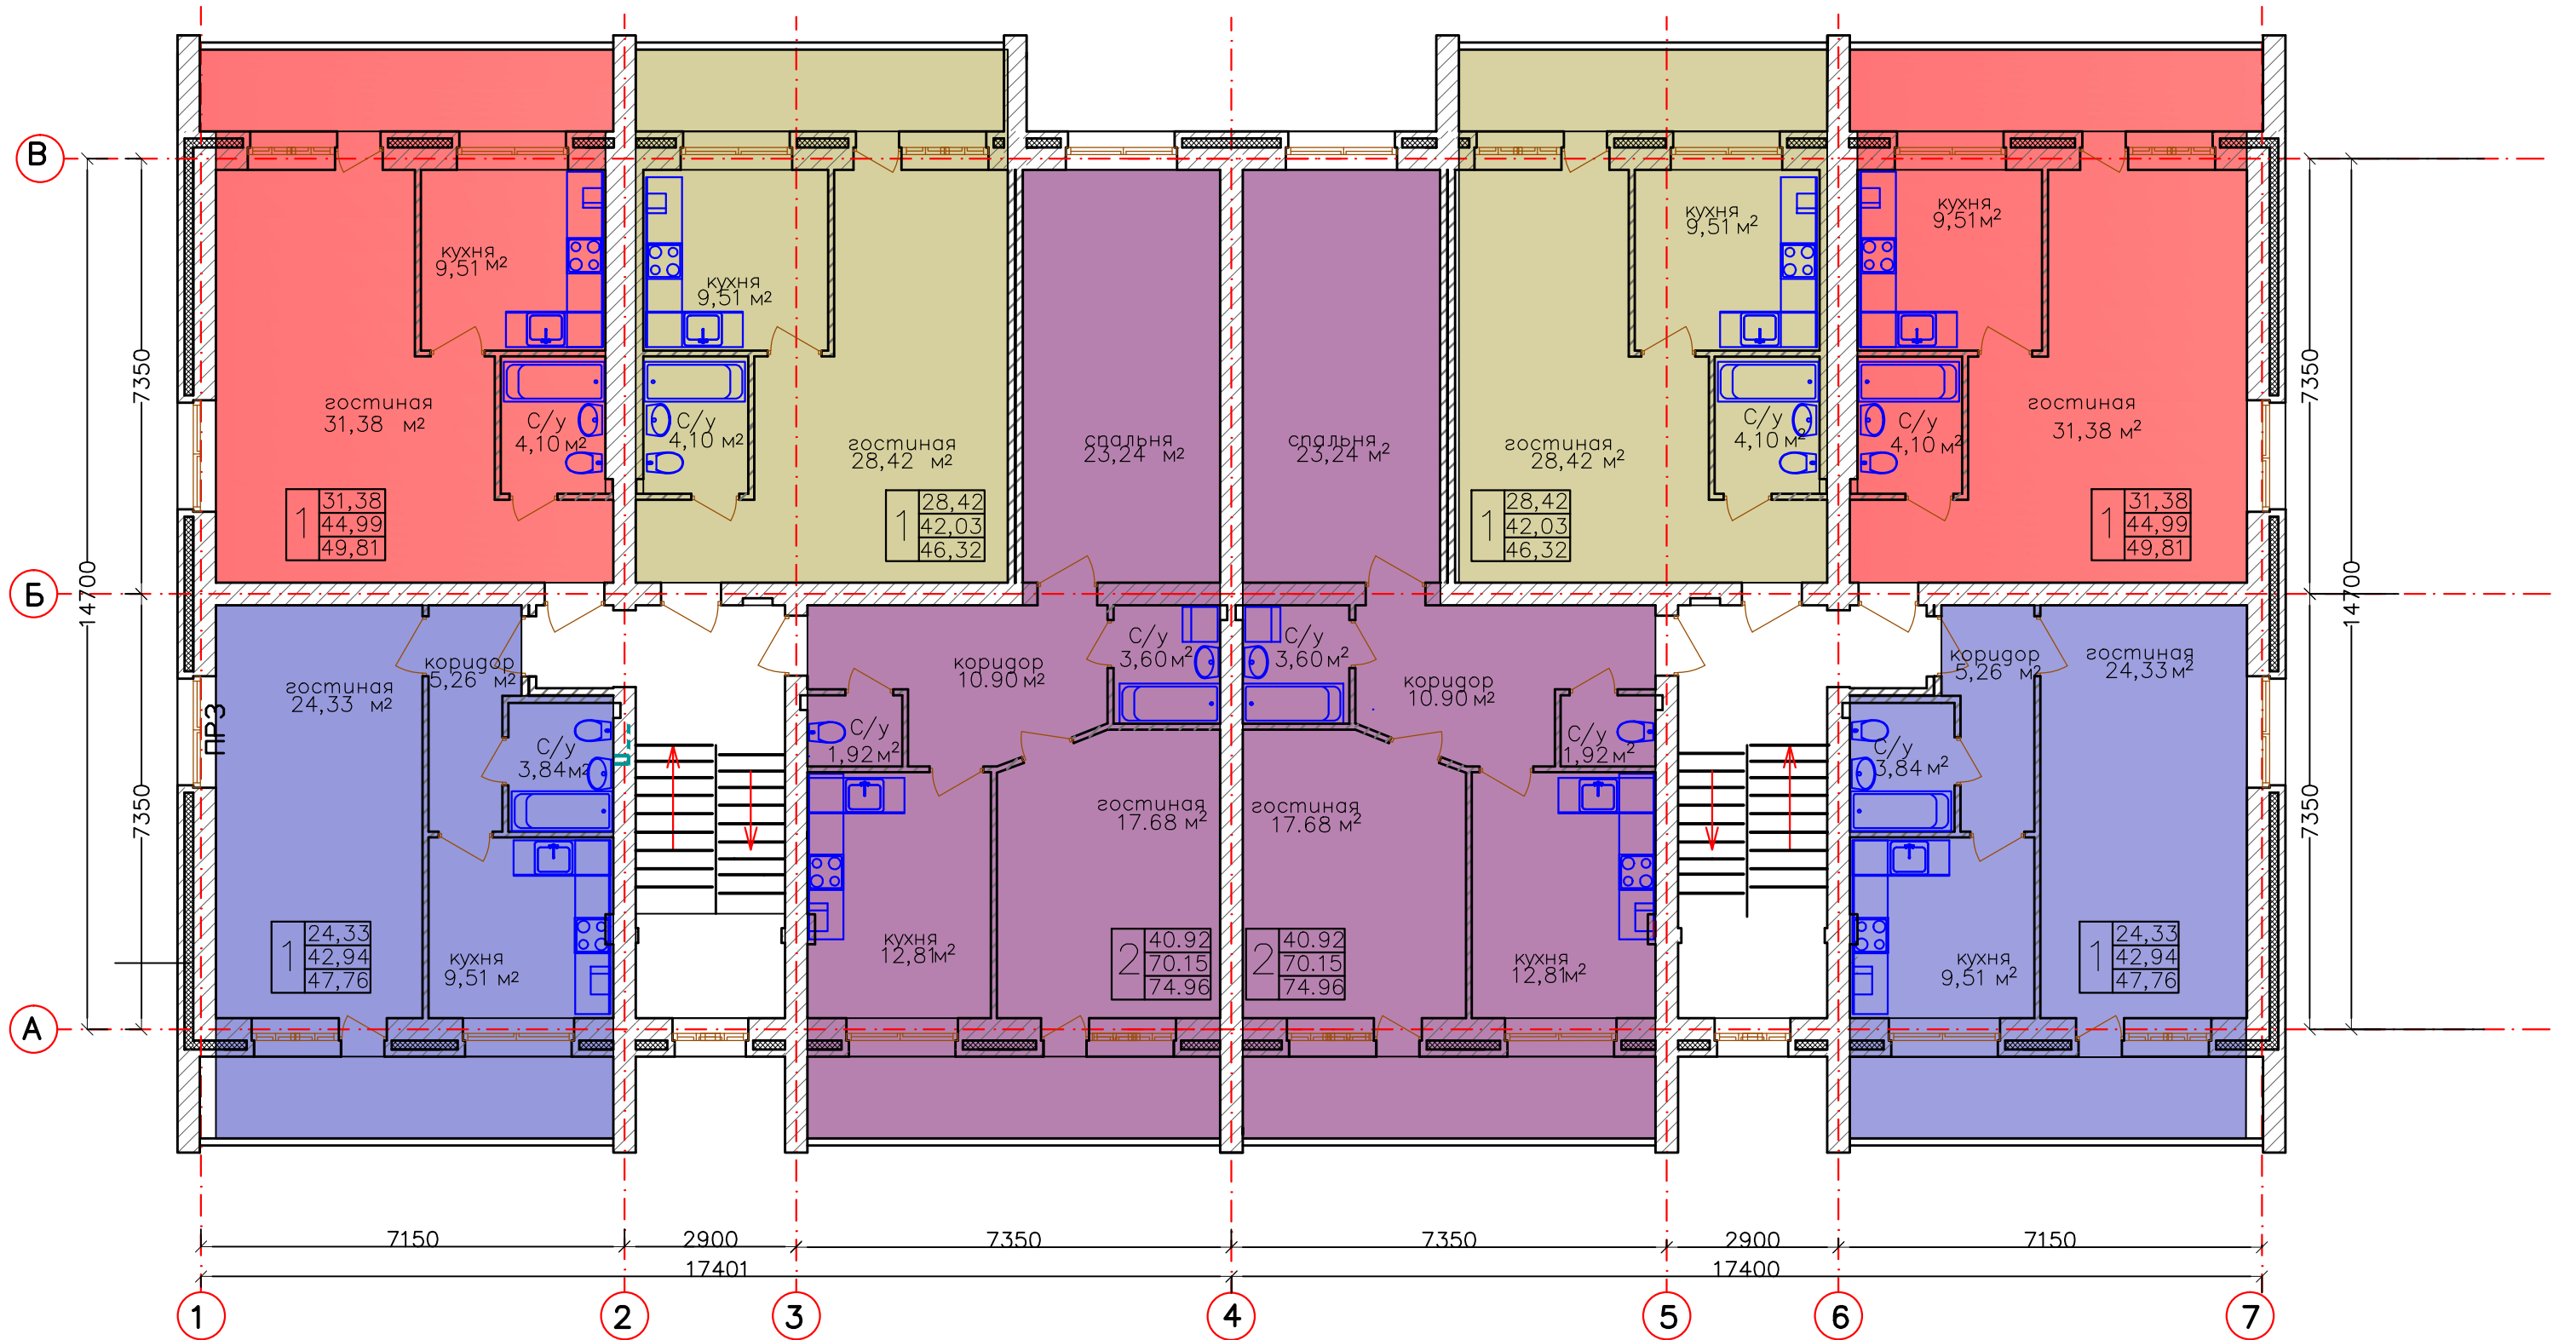 В
Б
А
14700
7350
7350
кухня
9,51 м²
гостиная
31,38 м²
С/у
4,10 м²
1
31,38
44,99
49,81
кухня
9,51 м²
С/у
4,10 м²
гостиная
28,42 м²
1
28,42
42,03
46,32
спальня
23,24 м²
спальня
23,24 м²
кухня
9,51 м²
гостиная
28,42 м²
С/у
4,10 м²
1
28,42
42,03
46,32
кухня
9,51 м²
С/у
4,10 м²
гостиная
31,38 м²
1
31,38
44,99
49,81
7350
14700
7350
гостиная
24,33 м²
ПР3
коридор
5,26 м²
С/у
3,84 м²
кухня
9,51 м²
1
24,33
42,94
47,76
коридор
10.90 м²
С/у
3,60 м²
С/у
1,92 м²
гостиная
17.68 м²
кухня
12,81 м²
2
40.92
70.15
74.96
С/у
3,60 м²
коридор
10.90 м²
С/у
1,92 м²
гостиная
17.68 м²
кухня
12,81 м²
2
40.92
70.15
74.96
коридор
5,26 м²
гостиная
24,33 м²
С/у
3,84 м²
кухня
9,51 м²
1
24,33
42,94
47,76
7150 2900 7350 7350 2900 7150
17401 17400
1 2 3 4 5 6 7